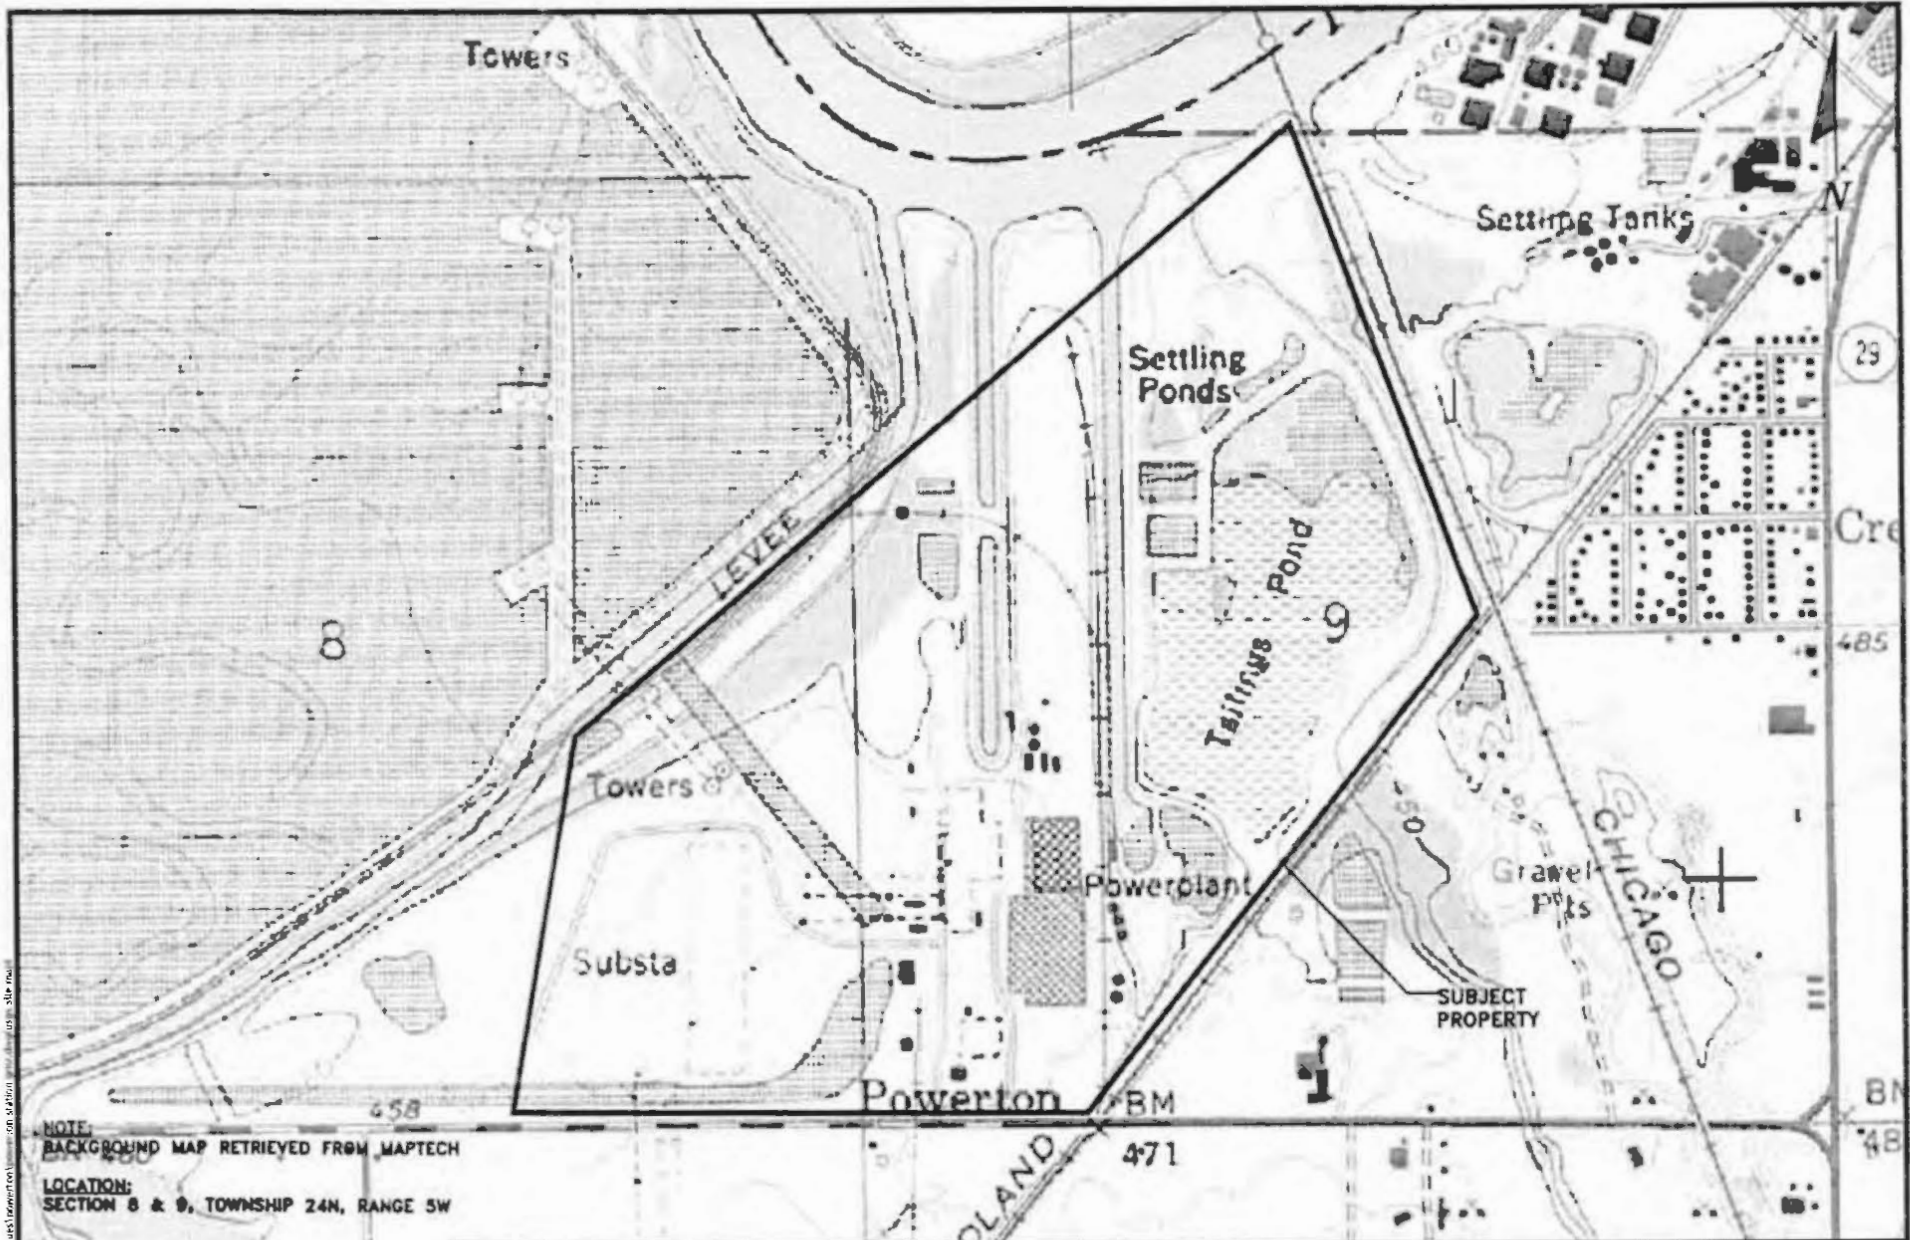 Towers
N
Settling Tanks
29
Settling
Ponds
LEVEE
Cre
Tailings Pond
9
8
485
Towers
50
CHICAGO
Gravel
Pits
Powerplant
Substa
SUBJECT
PROPERTY
Powerton
BM
458
471
OLAND
NOTE:
BACKGROUND MAP RETRIEVED FROM MAPTECH
LOCATION:
SECTION 8 & 9, TOWNSHIP 24N, RANGE 5W